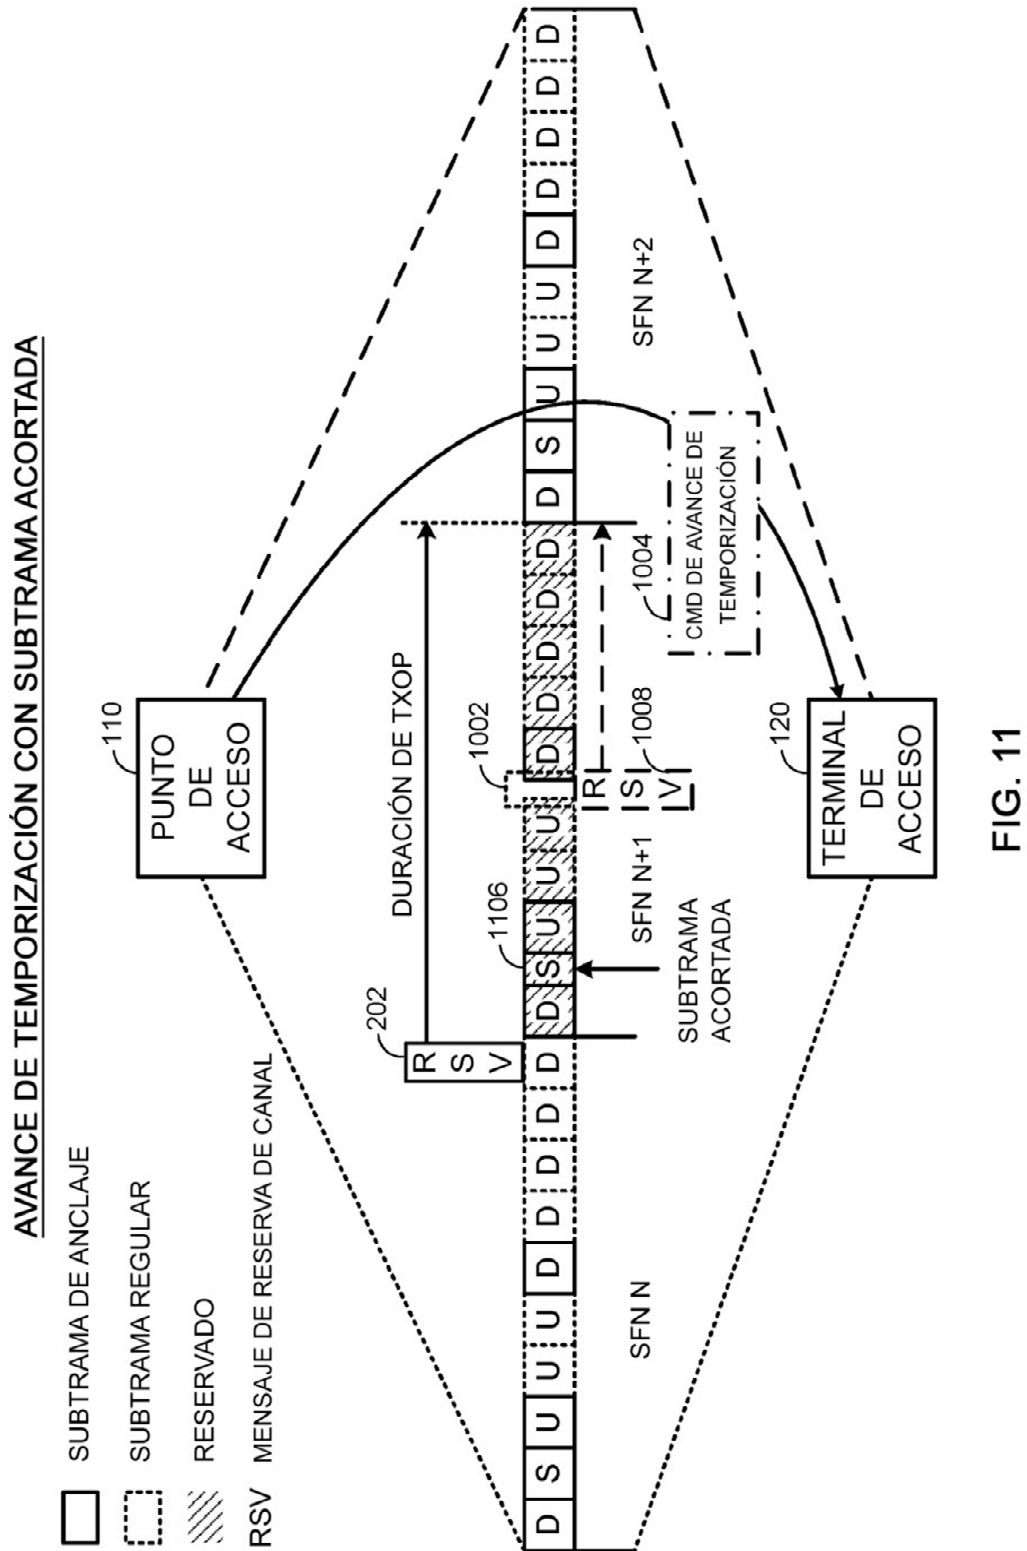 AVANCE DE TEMPORIZACIÓN CON SUBTRAMA ACORTADA
SUBTRAMA DE ANCLAJE
SUBTRAMA REGULAR
RESERVADO
RSV MENSAJE DE RESERVA DE CANAL
110
PUNTO
DE
ACCESO
DURACIÓN DE TXOP
202
R
S
V
1106
1002
D S U U U D D D D D D S U U U D D D D D D S U U U D D D D D
SFN N
SFN N+1
SFN N+2
SUBTRAMA
ACORTADA
R
S
V
1008
1004
CMD DE AVANCE DE
TEMPORIZACIÓN
120
TERMINAL
DE
ACCESO
FIG. 11